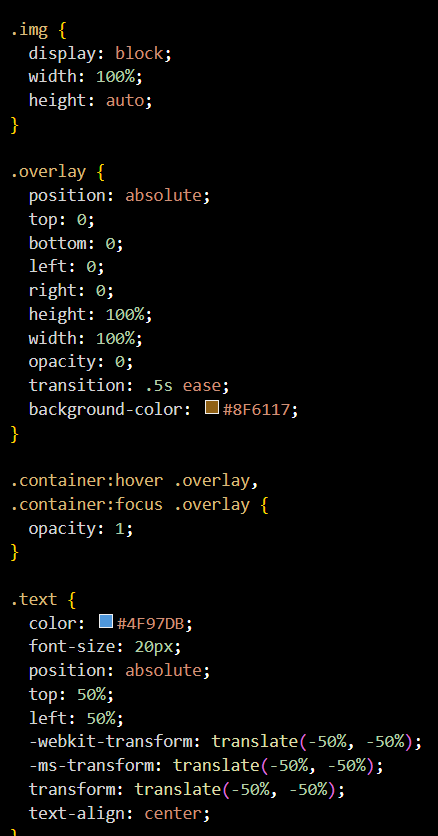 .img {
  display: block;
  width: 100%;
  height: auto;
}

.overlay {
  position: absolute;
  top: 0;
  bottom: 0;
  left: 0;
  right: 0;
  height: 100%;
  width: 100%;
  opacity: 0;
  transition: .5s ease;
  background-color: #8F6117;
}

.container:hover .overlay,
.container:focus .overlay {
  opacity: 1;
}

.text {
  color: #4F97DB;
  font-size: 20px;
  position: absolute;
  top: 50%;
  left: 50%;
  -webkit-transform: translate(-50%, -50%);
  -ms-transform: translate(-50%, -50%);
  transform: translate(-50%, -50%);
  text-align: center;
}